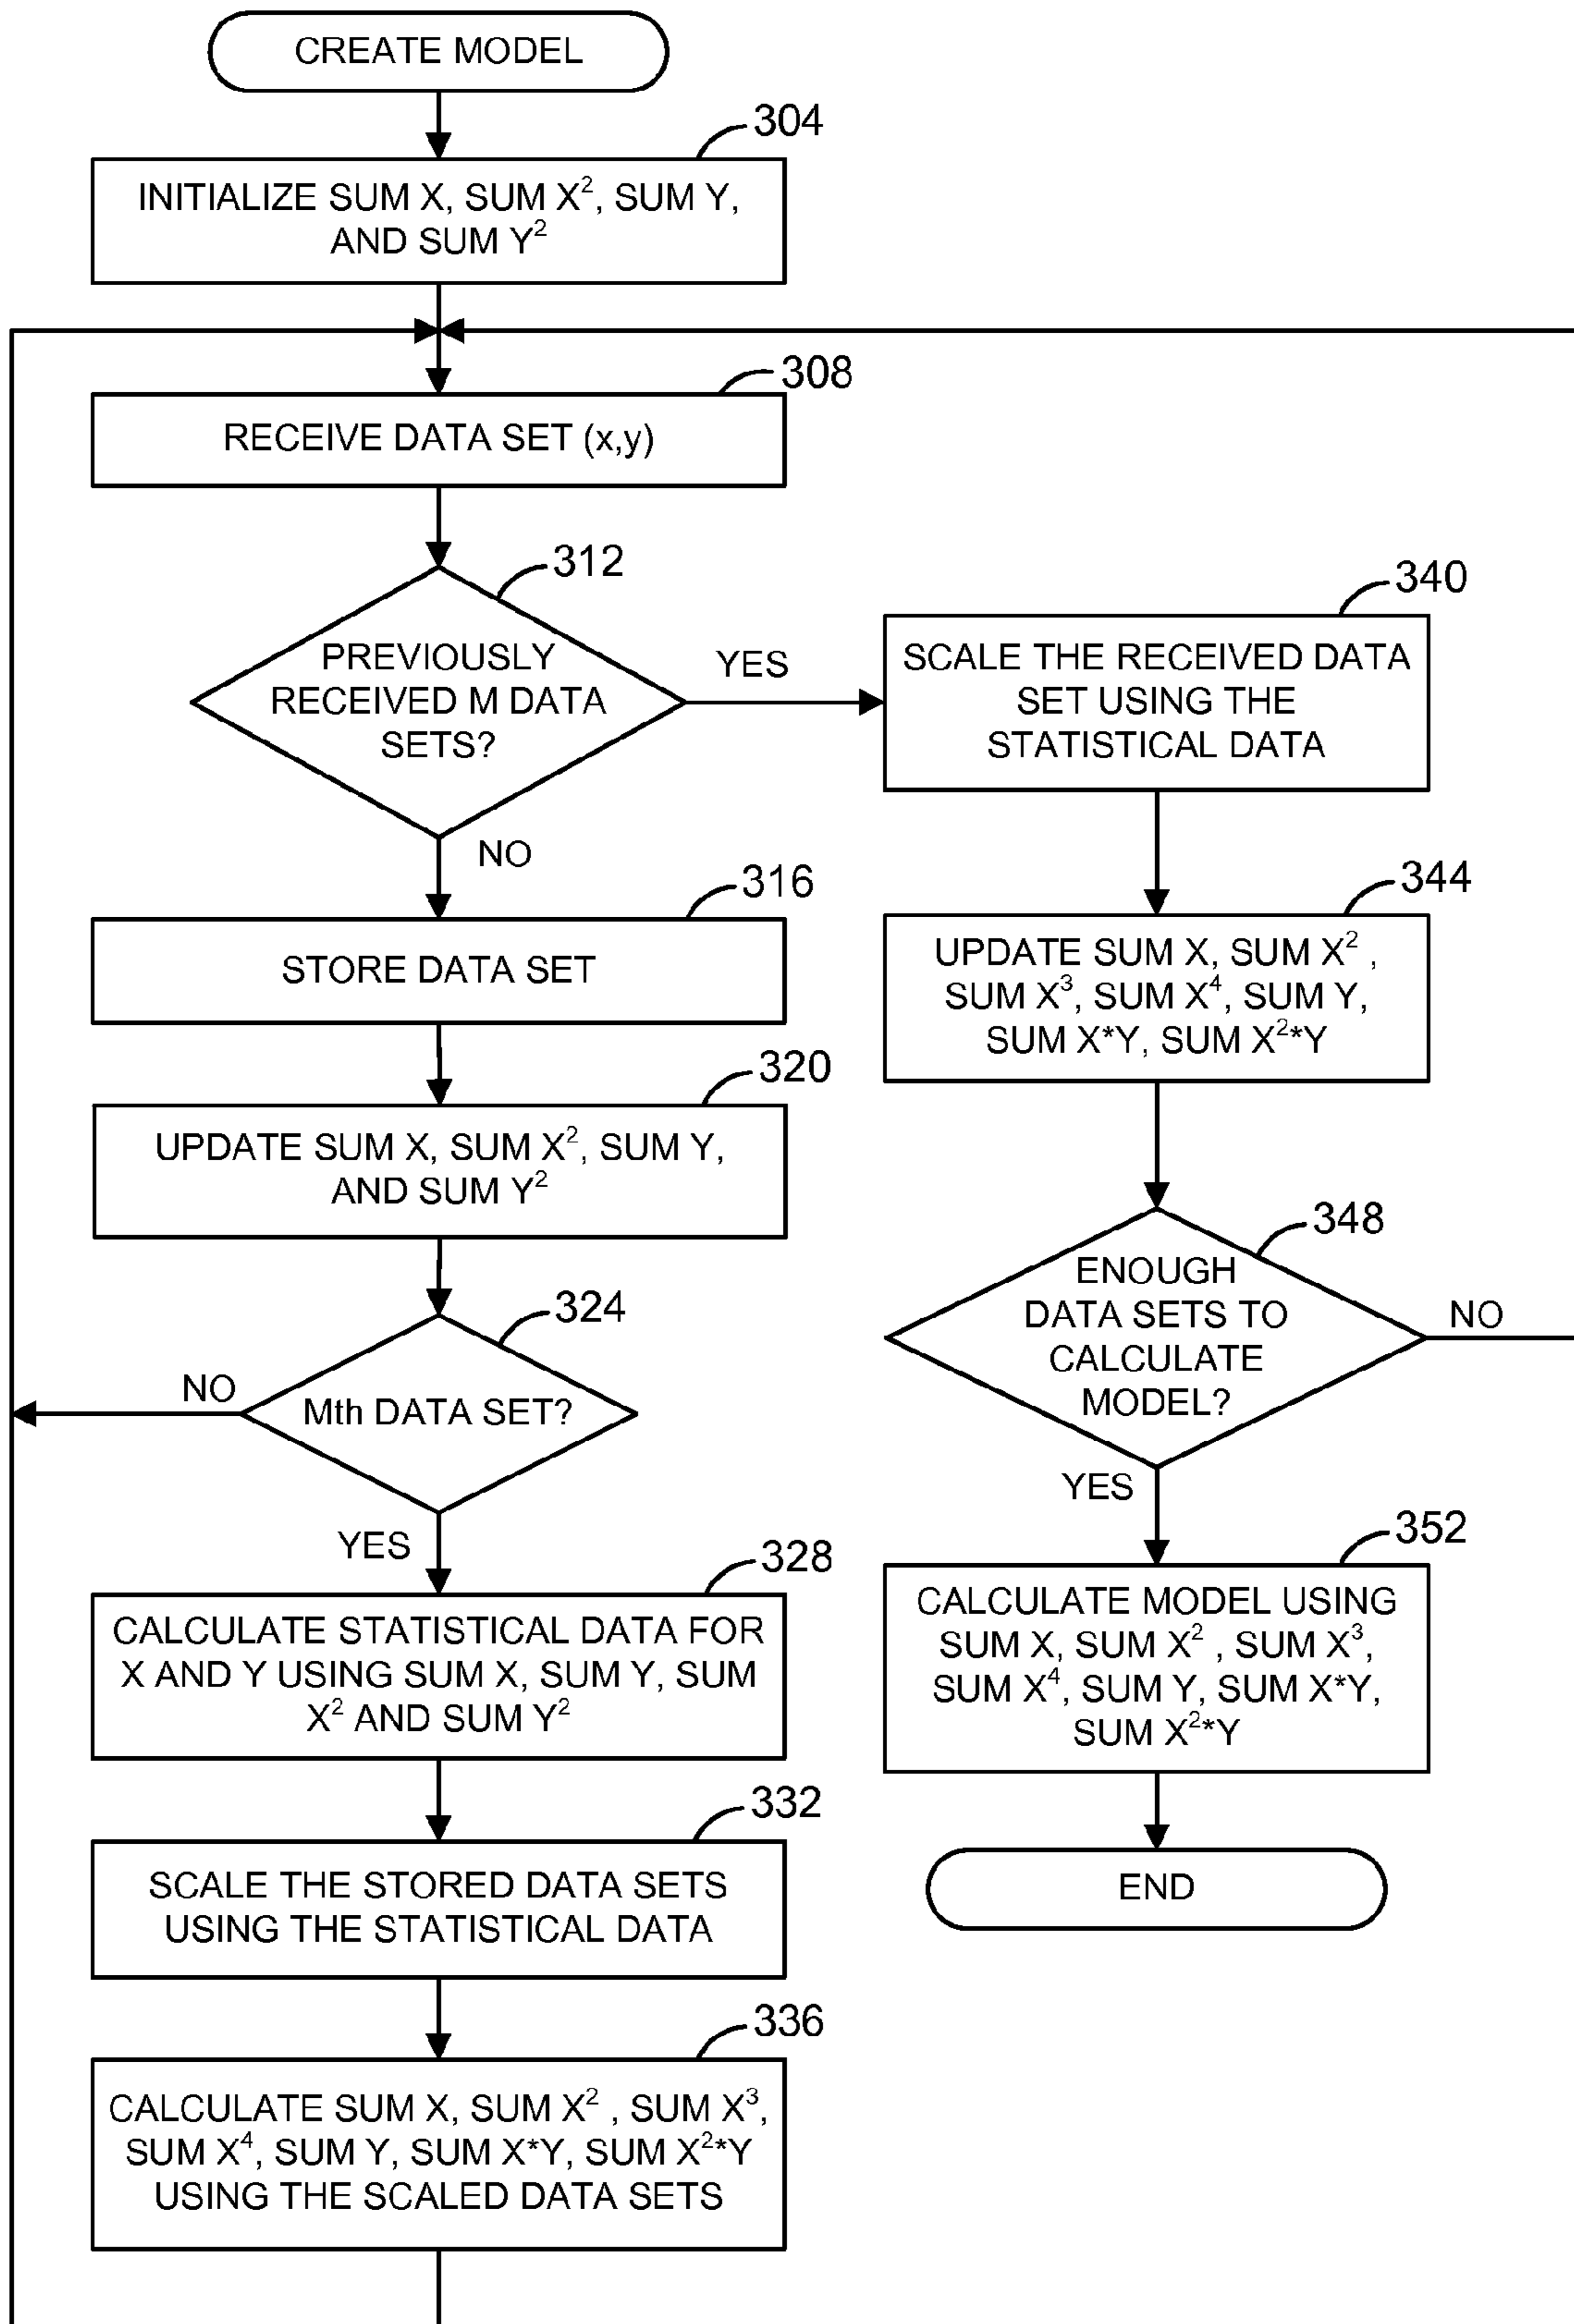 CREATE MODEL
304
INITIALIZE SUM X, SUM X², SUM Y,
AND SUM Y²
308
RECEIVE DATA SET (x,y)
312
PREVIOUSLY
RECEIVED M DATA
SETS?
YES
NO
316
STORE DATA SET
320
UPDATE SUM X, SUM X², SUM Y,
AND SUM Y²
324
Mth DATA SET?
NO
YES
328
CALCULATE STATISTICAL DATA FOR
X AND Y USING SUM X, SUM Y, SUM
X² AND SUM Y²
332
SCALE THE STORED DATA SETS
USING THE STATISTICAL DATA
336
CALCULATE SUM X, SUM X² , SUM X³,
SUM X⁴, SUM Y, SUM X*Y, SUM X²*Y
USING THE SCALED DATA SETS
340
SCALE THE RECEIVED DATA
SET USING THE
STATISTICAL DATA
344
UPDATE SUM X, SUM X² ,
SUM X³, SUM X⁴, SUM Y,
SUM X*Y, SUM X²*Y
348
ENOUGH
DATA SETS TO
CALCULATE
MODEL?
NO
YES
352
CALCULATE MODEL USING
SUM X, SUM X² , SUM X³,
SUM X⁴, SUM Y, SUM X*Y,
SUM X²*Y
END